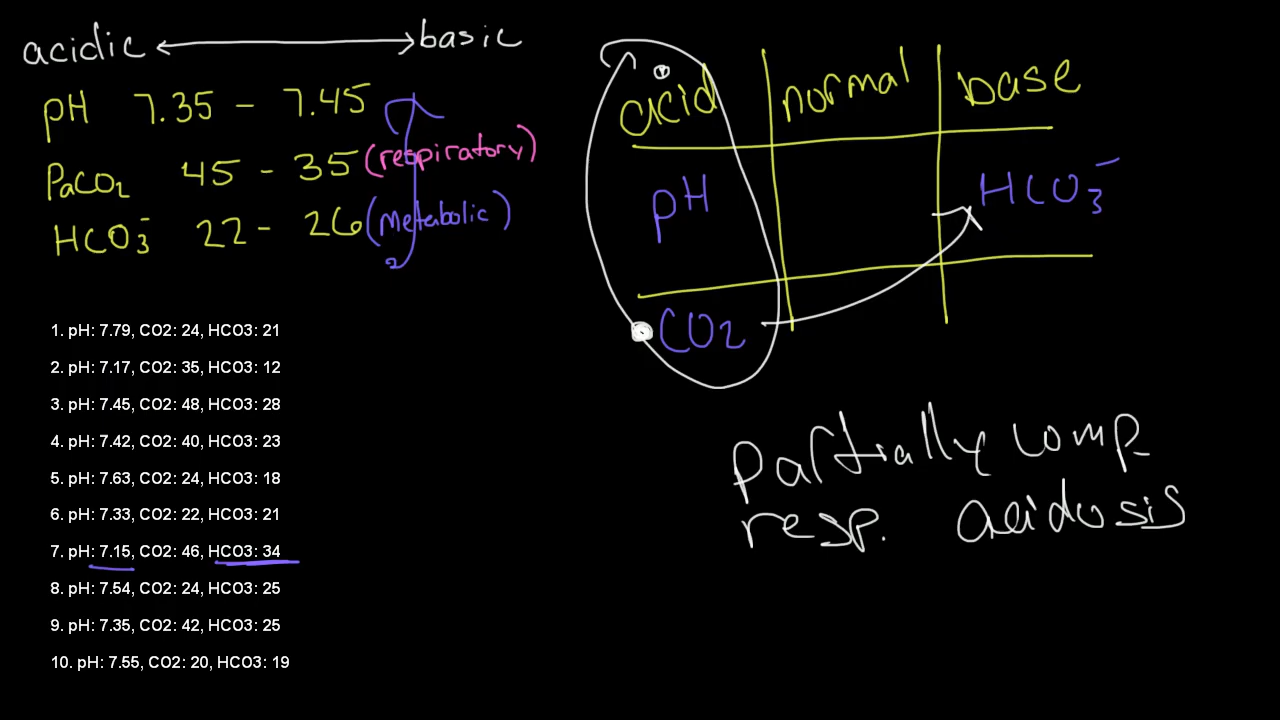 acidic basic
pH 7.35 - 7.45
PaCO2 45 - 35 (respiratory)
HCO3- 22 - 26 (Metabolic)
2
1. pH: 7.79, CO2: 24, HCO3: 21
2. pH: 7.17, CO2: 35, HCO3: 12
3. pH: 7.45, CO2: 48, HCO3: 28
4. pH: 7.42, CO2: 40, HCO3: 23
5. pH: 7.63, CO2: 24, HCO3: 18
6. pH: 7.33, CO2: 22, HCO3: 21
7. pH: 7.15, CO2: 46, HCO3: 34
8. pH: 7.54, CO2: 24, HCO3: 25
9. pH: 7.35, CO2: 42, HCO3: 25
10. pH: 7.55, CO2: 20, HCO3: 19
acid normal base
pH HCO3-
CO2
partially comp.
resp. acidosis